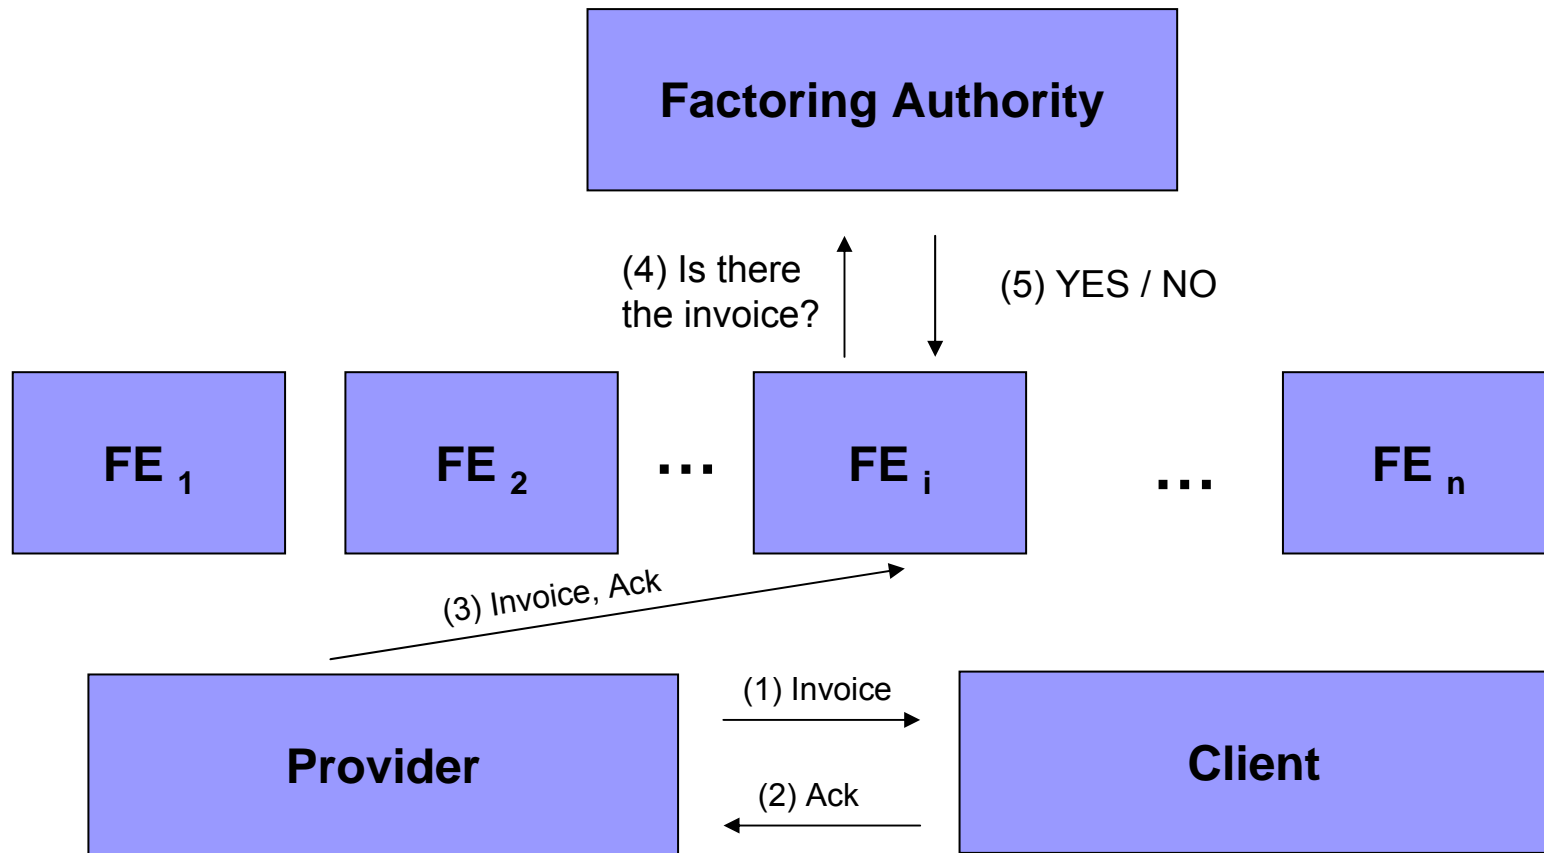 Factoring Authority
(4) Is there
the invoice?
(5) YES / NO
FE 1
FE 2
...
FE i
...
FE n
(3) Invoice, Ack
(1) Invoice
Provider
Client
(2) Ack